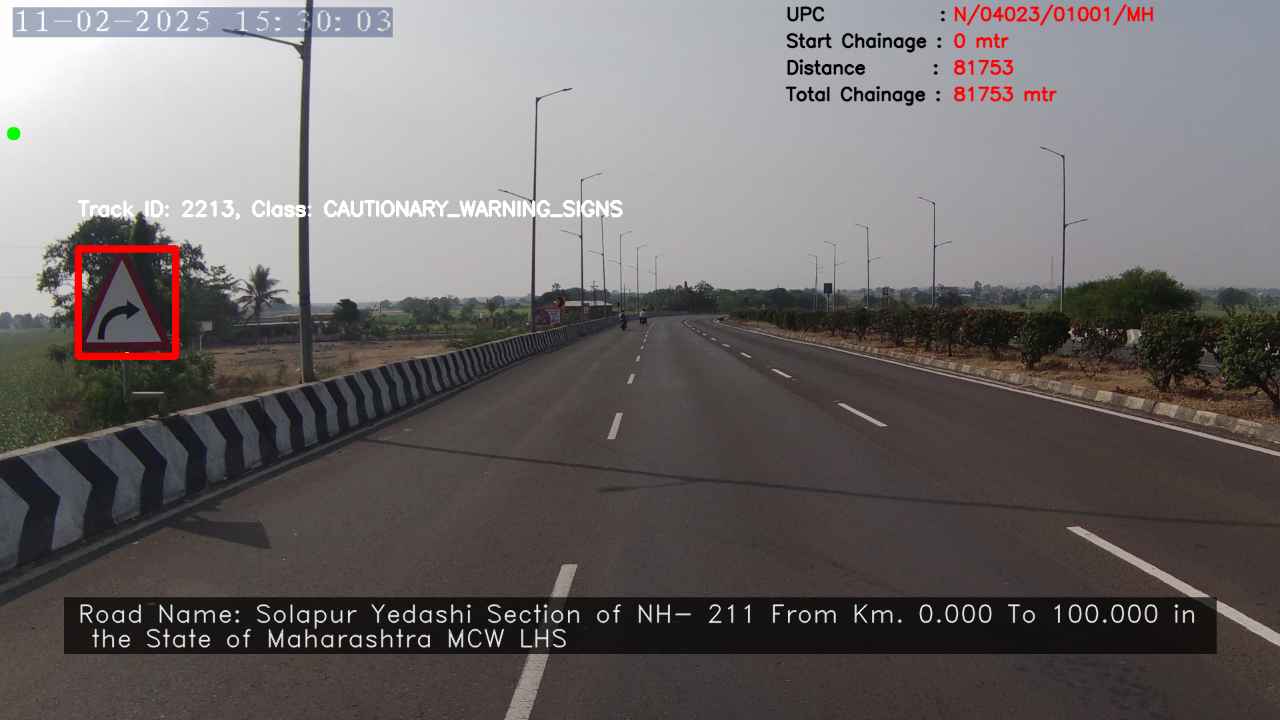 11-02-2025 15:30:03
UPC : N/04023/01001/MH
Start Chainage : 0 mtr
Distance : 81753
Total Chainage : 81753 mtr
Track ID: 2213, Class: CAUTIONARY_WARNING_SIGNS
Road Name: Solapur Yedashi Section of NH- 211 From Km. 0.000 To 100.000 in
the State of Maharashtra MCW LHS